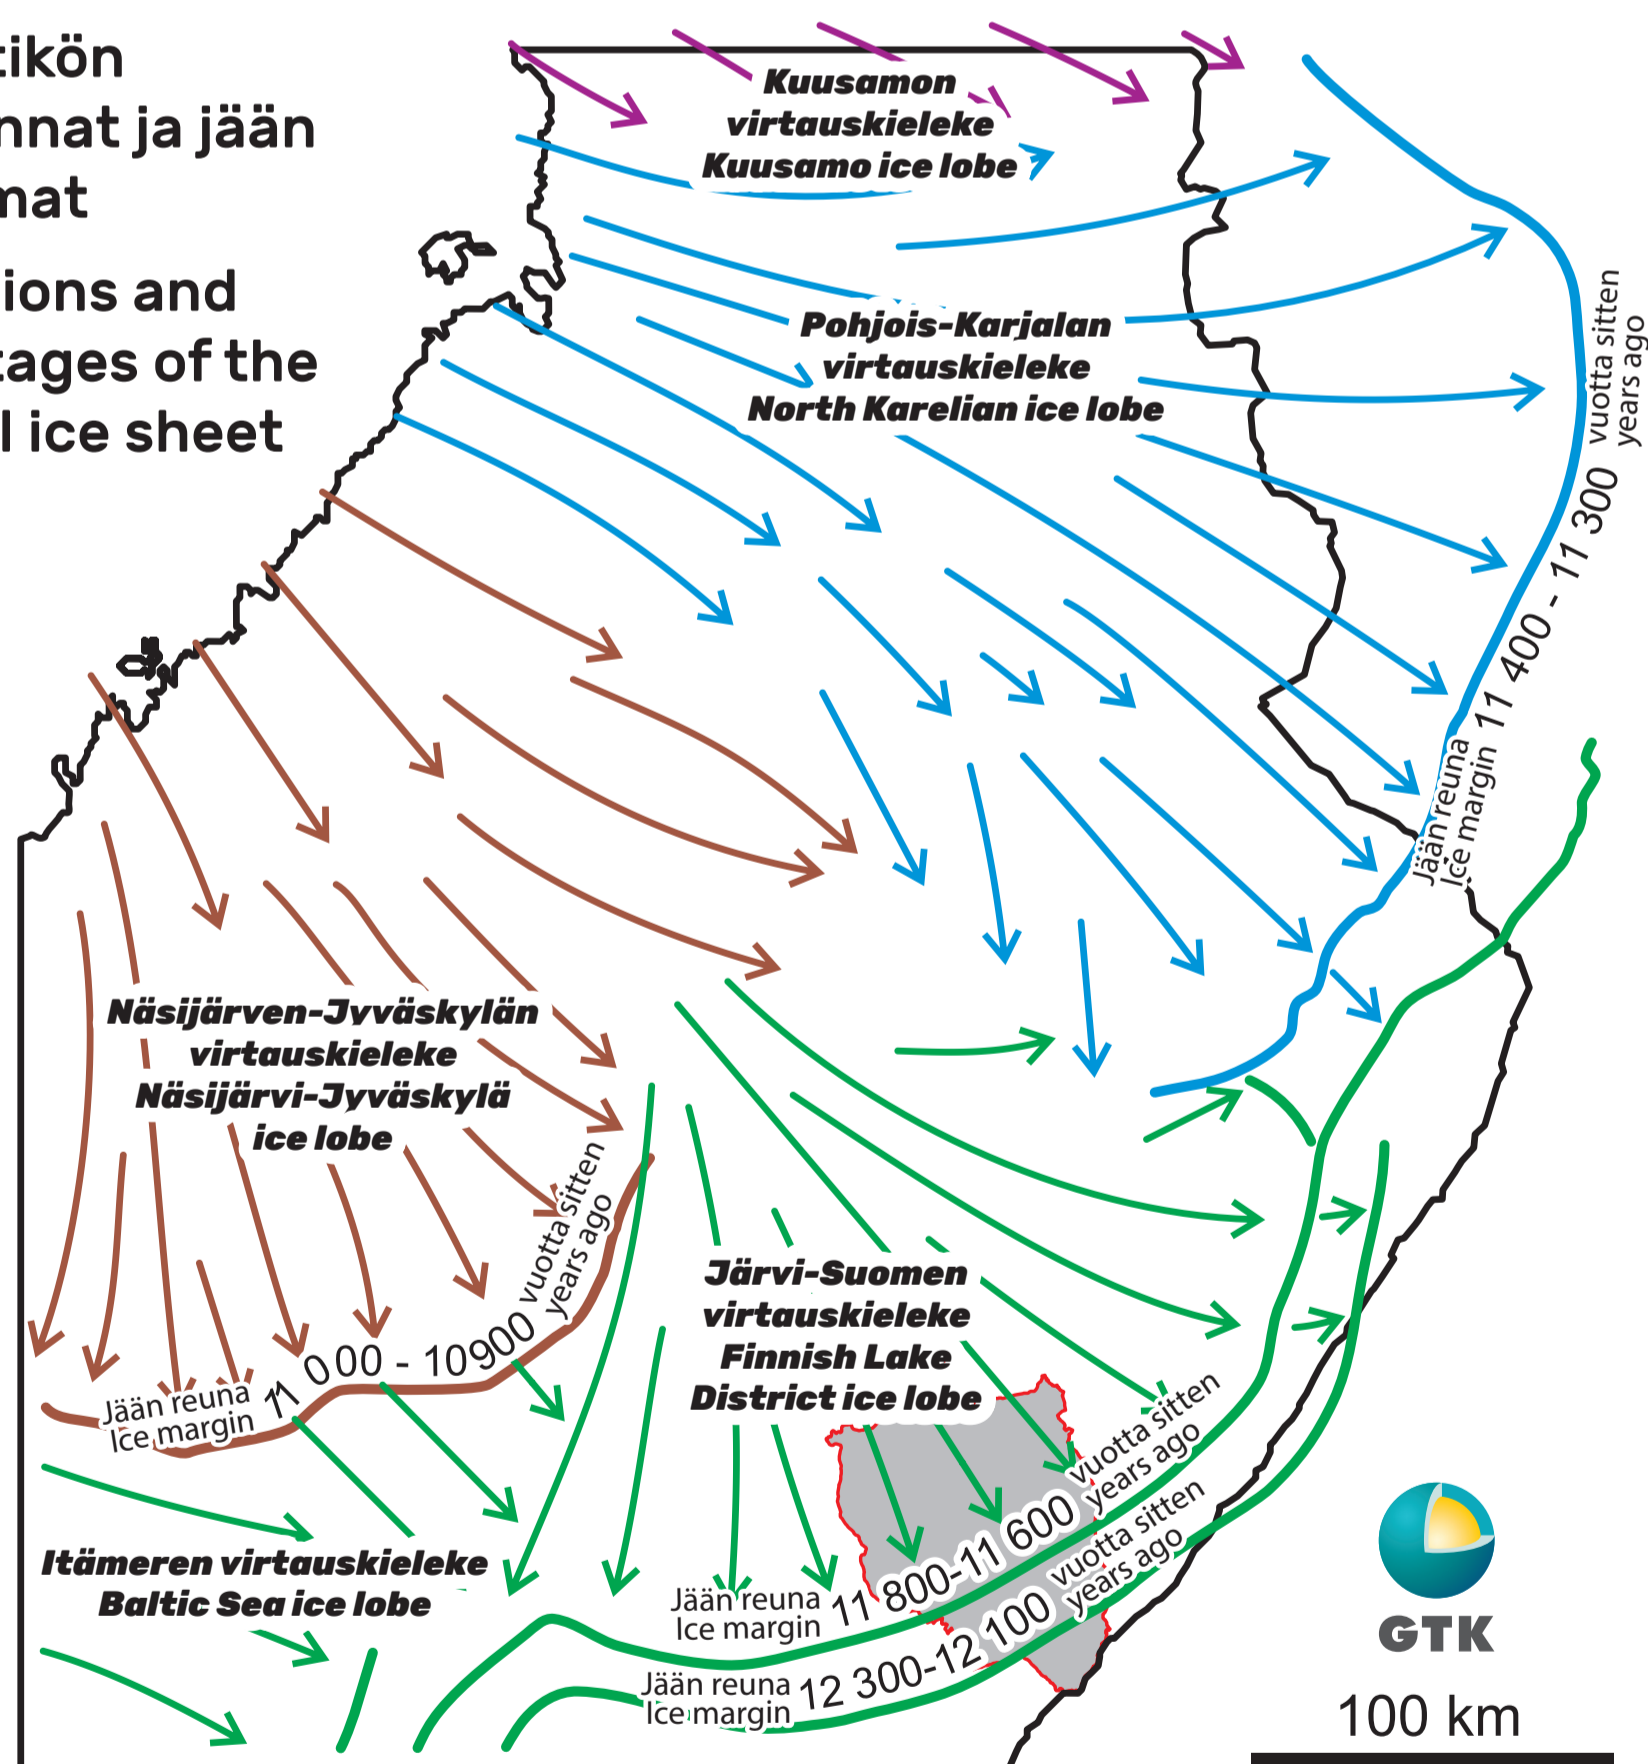 tikön
nnat ja jään
mat
ions and
tages of the
l ice sheet
Kuusamon
virtauskieleke
Kuusamo ice lobe
Pohjois-Karjalan
virtauskieleke
North Karelian ice lobe
Jään reuna
Ice margin
11 400 - 11 300
vuotta sitten
years ago
Näsijärven-Jyväskylän
virtauskieleke
Näsijärvi-Jyväskylä
ice lobe
Jään reuna
Ice margin
11 000 - 10900
vuotta sitten
years ago
Järvi-Suomen
virtauskieleke
Finnish Lake
District ice lobe
Itämeren virtauskieleke
Baltic Sea ice lobe
Jään reuna
Ice margin
11 800-11 600
vuotta sitten
years ago
Jään reuna
Ice margin
12 300-12 100
vuotta sitten
years ago
GTK
100 km